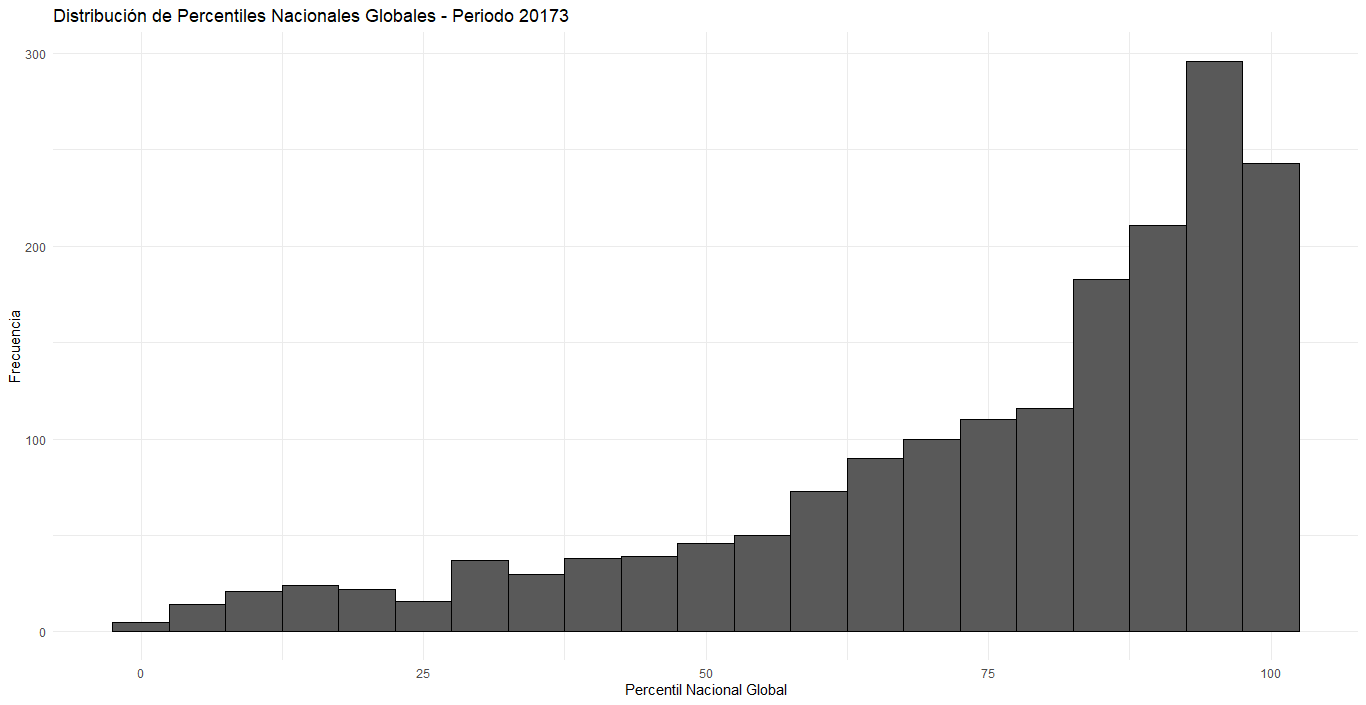 Distribución de Percentiles Nacionales Globales - Periodo 20173
300
200
100
0
Frecuencia
0 25 50 75 100
Percentil Nacional Global